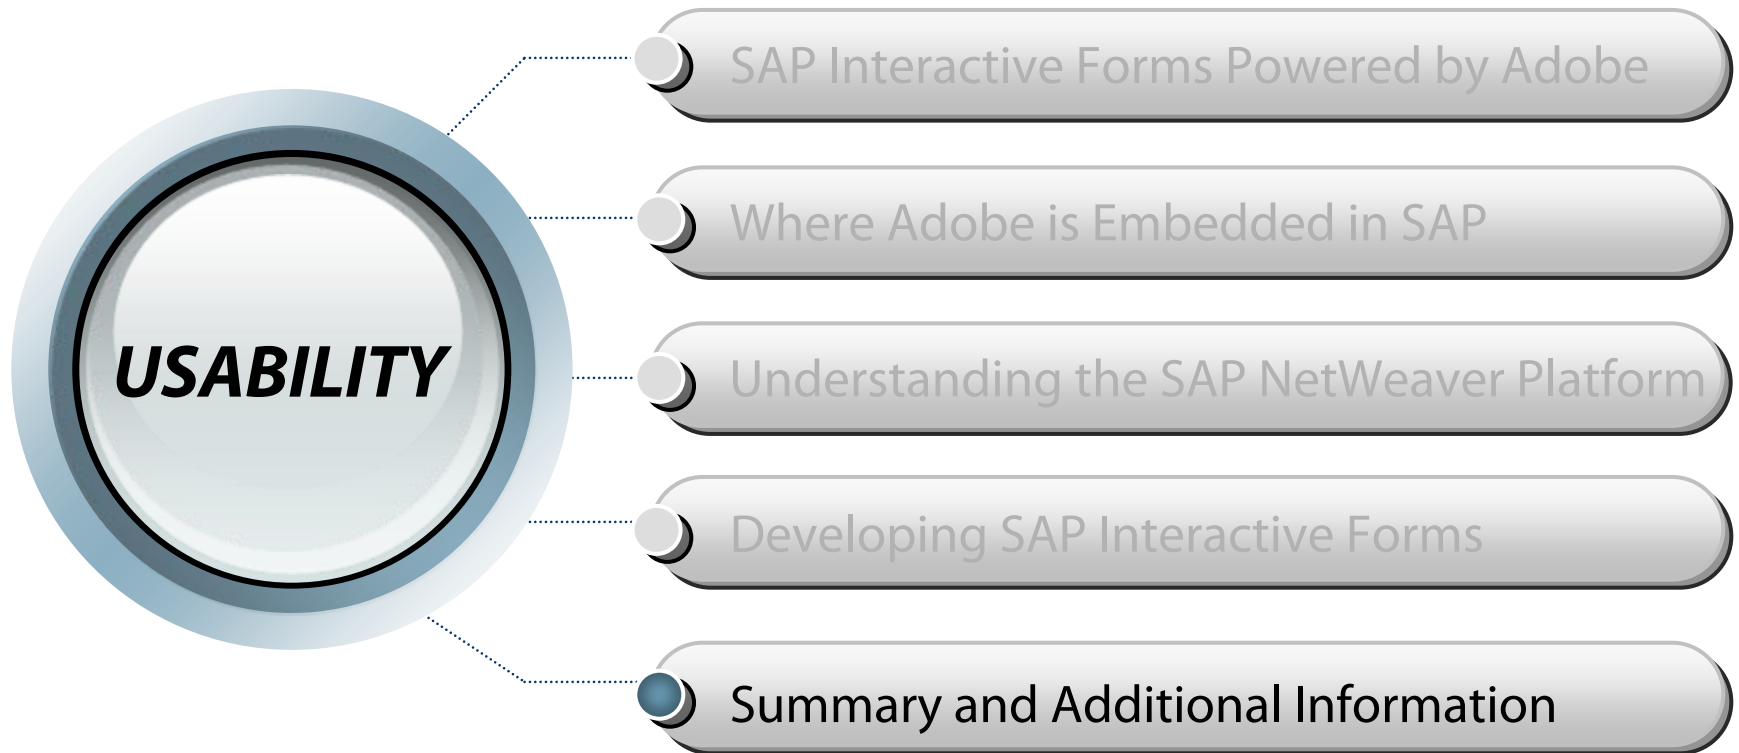 SAP Interactive Forms Powered by Adobe
Where Adobe is Embedded in SAP
USABILITY
Understanding the SAP NetWeaver Platform
Developing SAP Interactive Forms
Summary and Additional Information